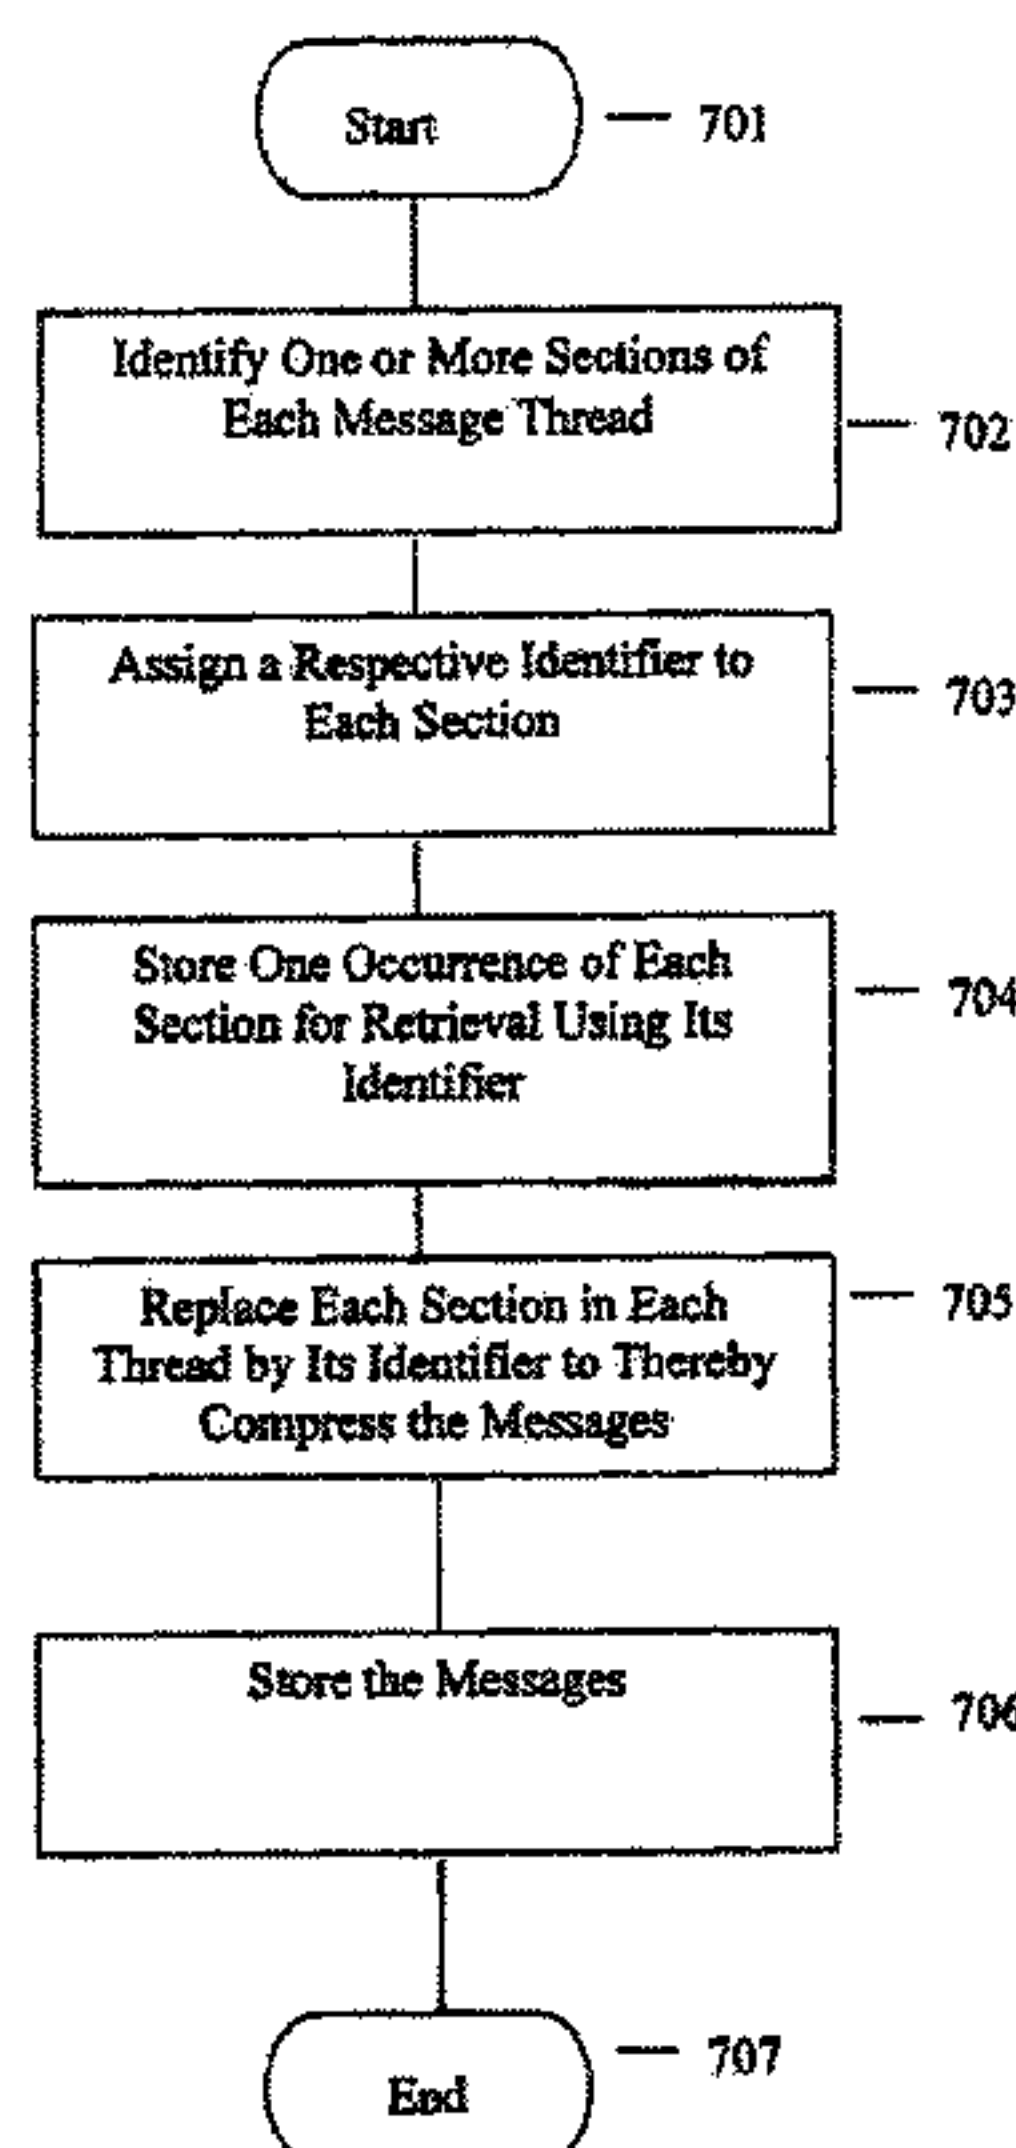 Start
701
Identify One or More Sections of
Each Message Thread
702
Assign a Respective Identifier to
Each Section
703
Store One Occurrence of Each
Section for Retrieval Using Its
Identifier
704
Replace Each Section in Each
Thread by Its Identifier to Thereby
Compress the Messages
705
Store the Messages
706
End
707